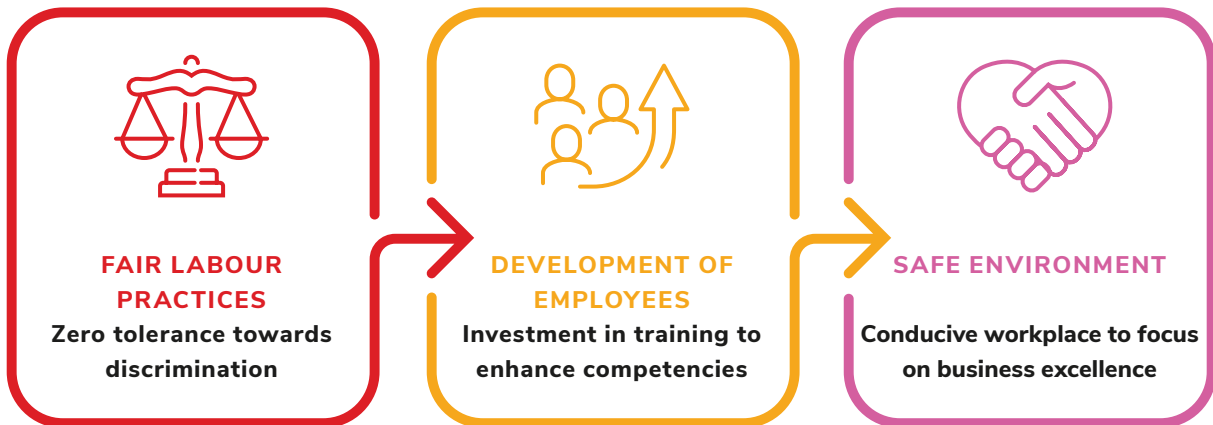 FAIR LABOUR
PRACTICES
Zero tolerance towards
discrimination
DEVELOPMENT OF
EMPLOYEES
Investment in training to
enhance competencies
SAFE ENVIRONMENT
Conducive workplace to focus
on business excellence